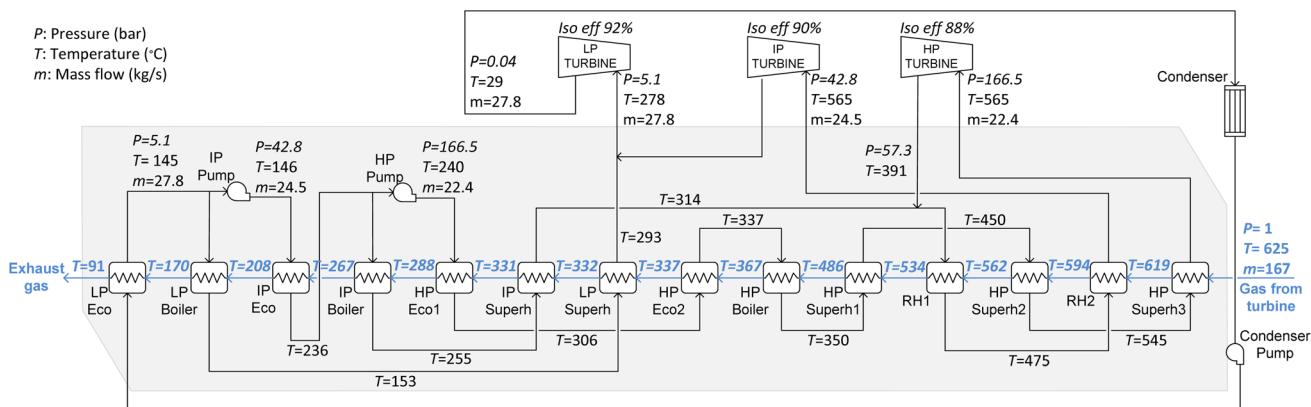 P: Pressure (bar)
T: Temperature (°C)
m: Mass flow (kg/s)
Iso eff 92%
LP
TURBINE
Iso eff 90%
IP
TURBINE
Iso eff 88%
HP
TURBINE
P=0.04
T=29
m=27.8
P=5.1
T=278
m=27.8
P=42.8
T=565
m=24.5
P=166.5
T=565
m=22.4
Condenser
P=5.1
T= 145
m=27.8
IP
Pump
P=42.8
T=146
m=24.5
HP
Pump
P=166.5
T=240
m=22.4
P=57.3
T=391
T=314
T=293
T=337
T=450
P= 1
T= 625
m=167
Gas from
turbine
Exhaust
gas
T=91
T=170
T=208
T=267
T=288
T=331
T=332
T=337
T=367
T=486
T=534
T=562
T=594
T=619
LP
Eco
LP
Boiler
IP
Eco
IP
Boiler
HP
Eco1
IP
Superh
LP
Superh
HP
Eco2
HP
Boiler
HP
Superh1
RH1
HP
Superh2
RH2
HP
Superh3
T=236
T=255
T=306
T=350
T=475
T=545
T=153
Condenser
Pump